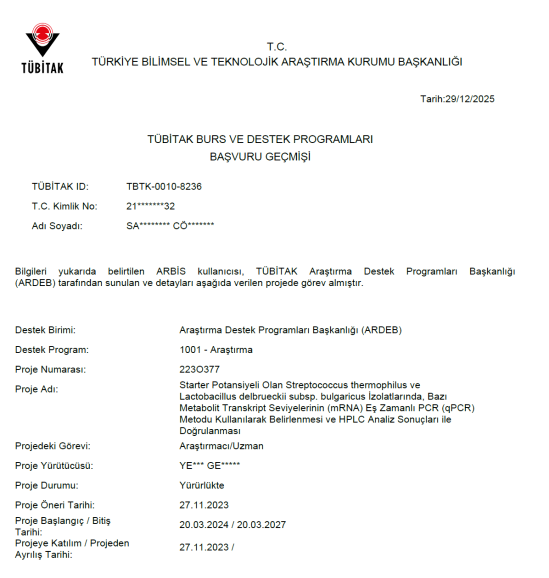 TÜBİTAK
T.C.
TÜRKİYE BİLİMSEL VE TEKNOLOJİK ARAŞTIRMA KURUMU BAŞKANLIĞI
Tarih:29/12/2025
TÜBİTAK BURS VE DESTEK PROGRAMLARI
BAŞVURU GEÇMİŞİ
TÜBİTAK ID: TBTK-0010-8236
T.C. Kimlik No: 21*******32
Adı Soyadı: SA******** CÖ*******
Bilgileri yukarıda belirtilen ARBİS kullanıcısı, TÜBİTAK Araştırma Destek Programları Başkanlığı
(ARDEB) tarafından sunulan ve detayları aşağıda verilen projede görev almıştır.
Destek Birimi: Araştırma Destek Programları Başkanlığı (ARDEB)
Destek Program: 1001 - Araştırma
Proje Numarası: 223O377
Proje Adı: Starter Potansiyeli Olan Streptococcus thermophilus ve
Lactobacillus delbrueckii subsp. bulgaricus İzolatlarında, Bazı
Metabolit Transkript Seviyelerinin (mRNA) Eş Zamanlı PCR (qPCR)
Metodu Kullanılarak Belirlenmesi ve HPLC Analiz Sonuçları ile
Doğrulanması
Projedeki Görevi: Araştırmacı/Uzman
Proje Yürütücüsü: YE*** GE*****
Proje Durumu: Yürürlükte
Proje Öneri Tarihi: 27.11.2023
Proje Başlangıç / Bitiş
Tarihi: 20.03.2024 / 20.03.2027
Projeye Katılım / Projeden
Ayrılış Tarihi: 27.11.2023 /